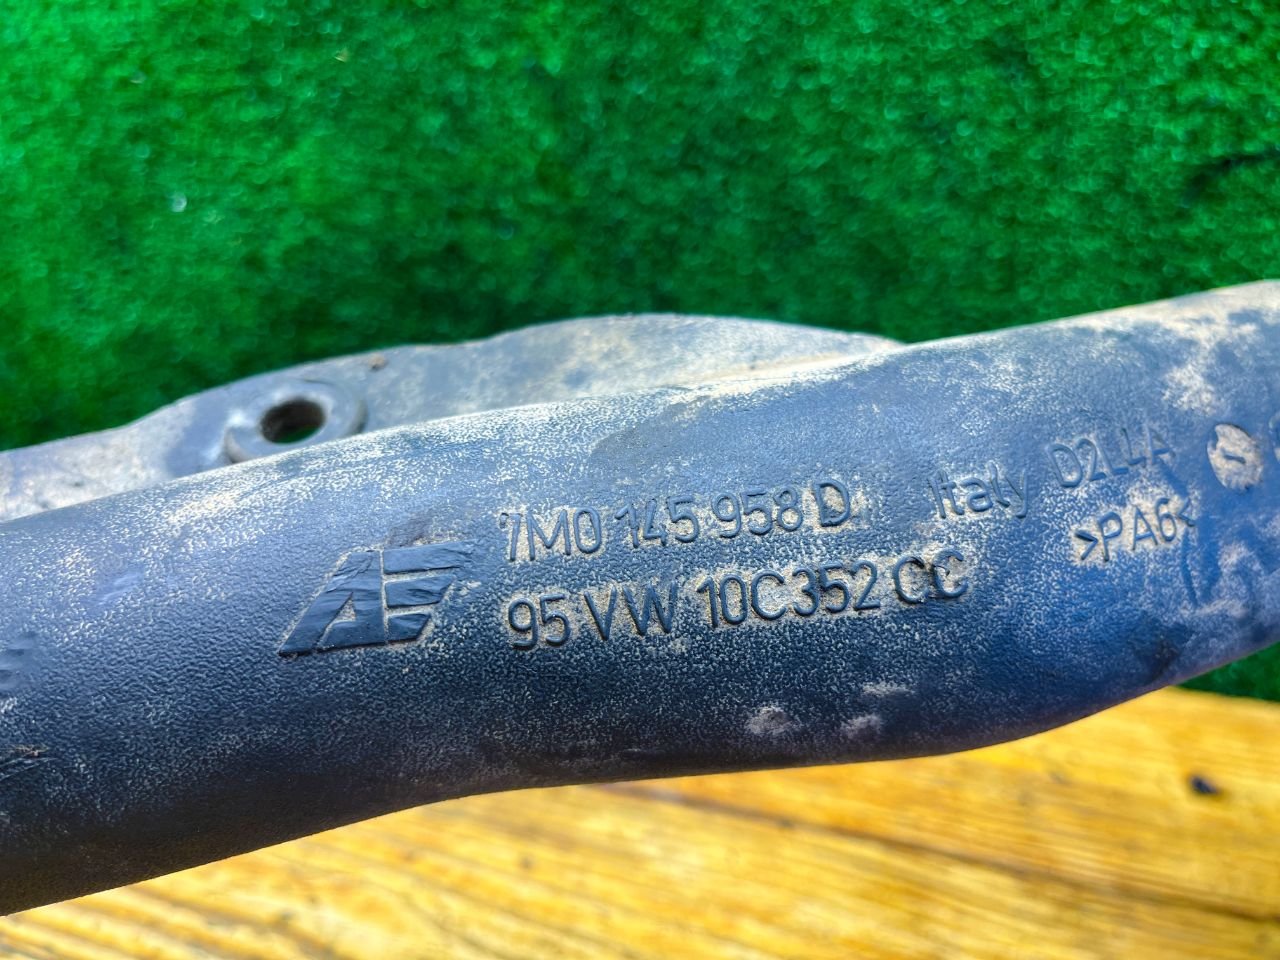 7M0 145 958 D
95 VW 10C352 CC
Italy D2L4A
>PA6<
AE